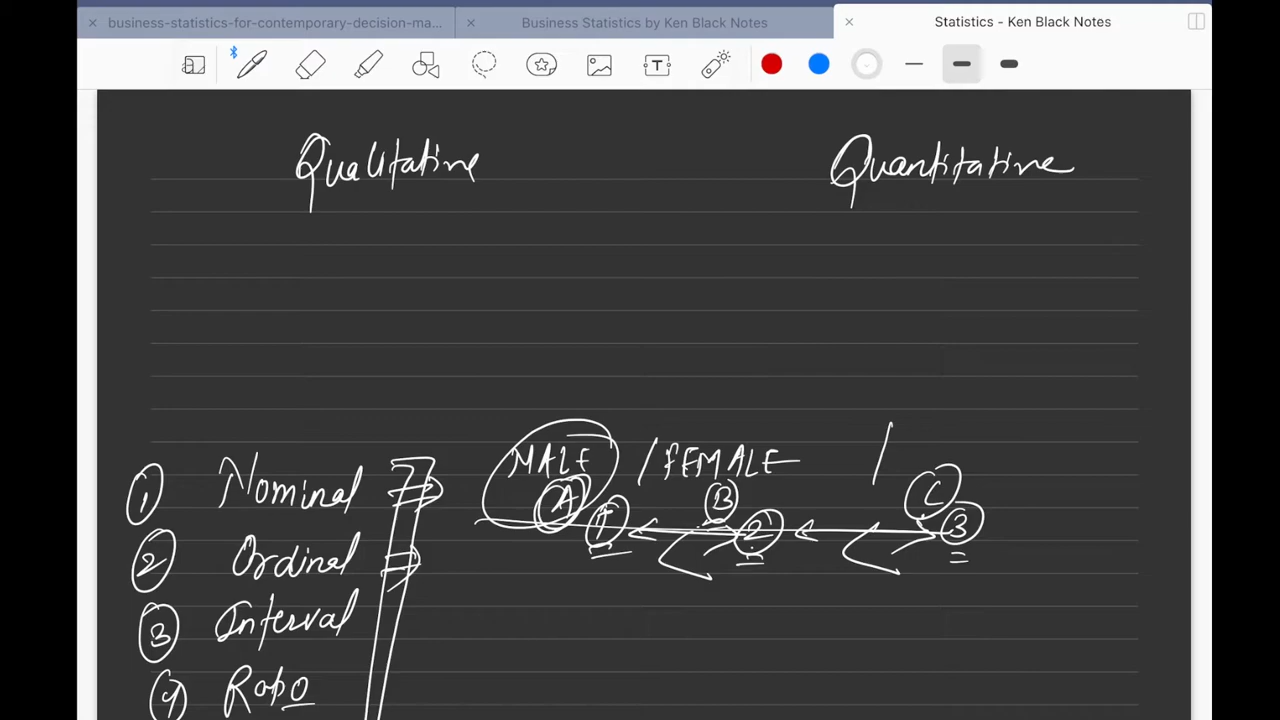 business-statistics-for-contemporary-decision-ma...
Business Statistics by Ken Black Notes
Statistics - Ken Black Notes
T
Qualitative
Quantitative
MALE / FEMALE /
1 Nominal
A B C
1 2 3
2 Ordinal
3 Interval
4 Ratio